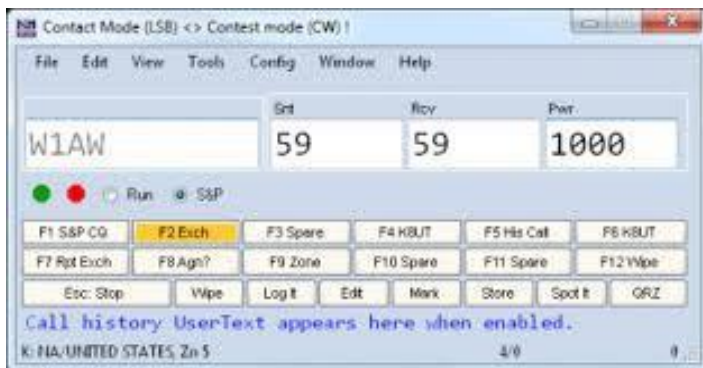 Contact Mode (LSB) <> Contest mode (CW) !
File Edit View Tools Config Window Help
Snt Rcv Pwr
W1AW 59 59 1000
Run S&P
F1 S&P CQ F2 Exch F3 Spare F4 K8UT F5 His Call F6 K8UT
F7 Rpt Exch F8 Agn? F9 Zone F10 Spare F11 Spare F12 Wipe
Esc: Stop Wipe Log It Edit Mark Store Spot It QRZ
Call history UserText appears here when enabled.
K: NA/UNITED STATES, Zn 5 4/0 0